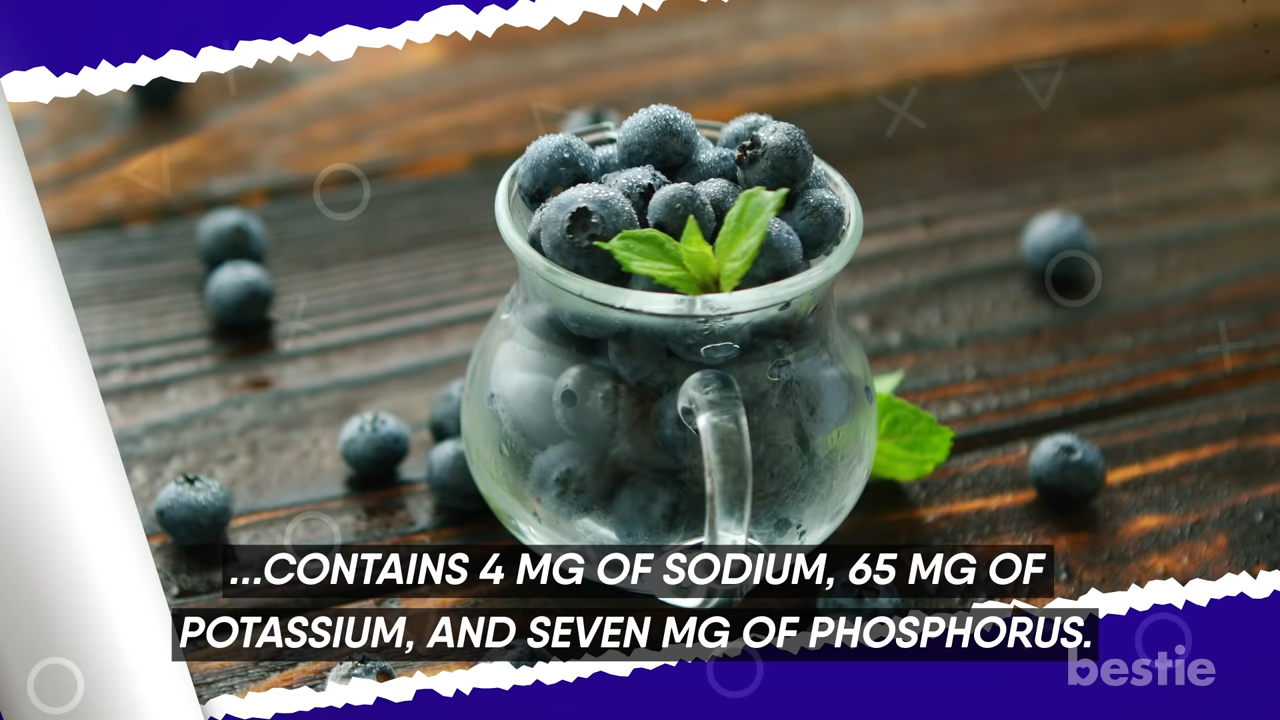 ...CONTAINS 4 MG OF SODIUM, 65 MG OF
POTASSIUM, AND SEVEN MG OF PHOSPHORUS.
bestie